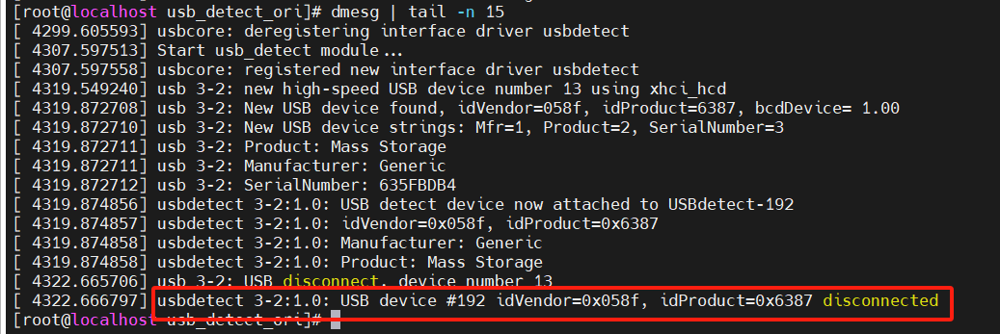 [root@localhost usb_detect_ori]# dmesg | tail -n 15
[ 4299.605593] usbcore: deregistering interface driver usbdetect
[ 4307.597513] Start usb_detect module...
[ 4307.597558] usbcore: registered new interface driver usbdetect
[ 4319.549240] usb 3-2: new high-speed USB device number 13 using xhci_hcd
[ 4319.872708] usb 3-2: New USB device found, idVendor=058f, idProduct=6387, bcdDevice= 1.00
[ 4319.872710] usb 3-2: New USB device strings: Mfr=1, Product=2, SerialNumber=3
[ 4319.872711] usb 3-2: Product: Mass Storage
[ 4319.872711] usb 3-2: Manufacturer: Generic
[ 4319.872712] usb 3-2: SerialNumber: 635FBDB4
[ 4319.874856] usbdetect 3-2:1.0: USB detect device now attached to USBdetect-192
[ 4319.874857] usbdetect 3-2:1.0: idVendor=0x058f, idProduct=0x6387
[ 4319.874858] usbdetect 3-2:1.0: Manufacturer: Generic
[ 4319.874858] usbdetect 3-2:1.0: Product: Mass Storage
[ 4322.665706] usb 3-2: USB disconnect, device number 13
[ 4322.666797] usbdetect 3-2:1.0: USB device #192 idVendor=0x058f, idProduct=0x6387 disconnected
[root@localhost usb_detect_ori]#